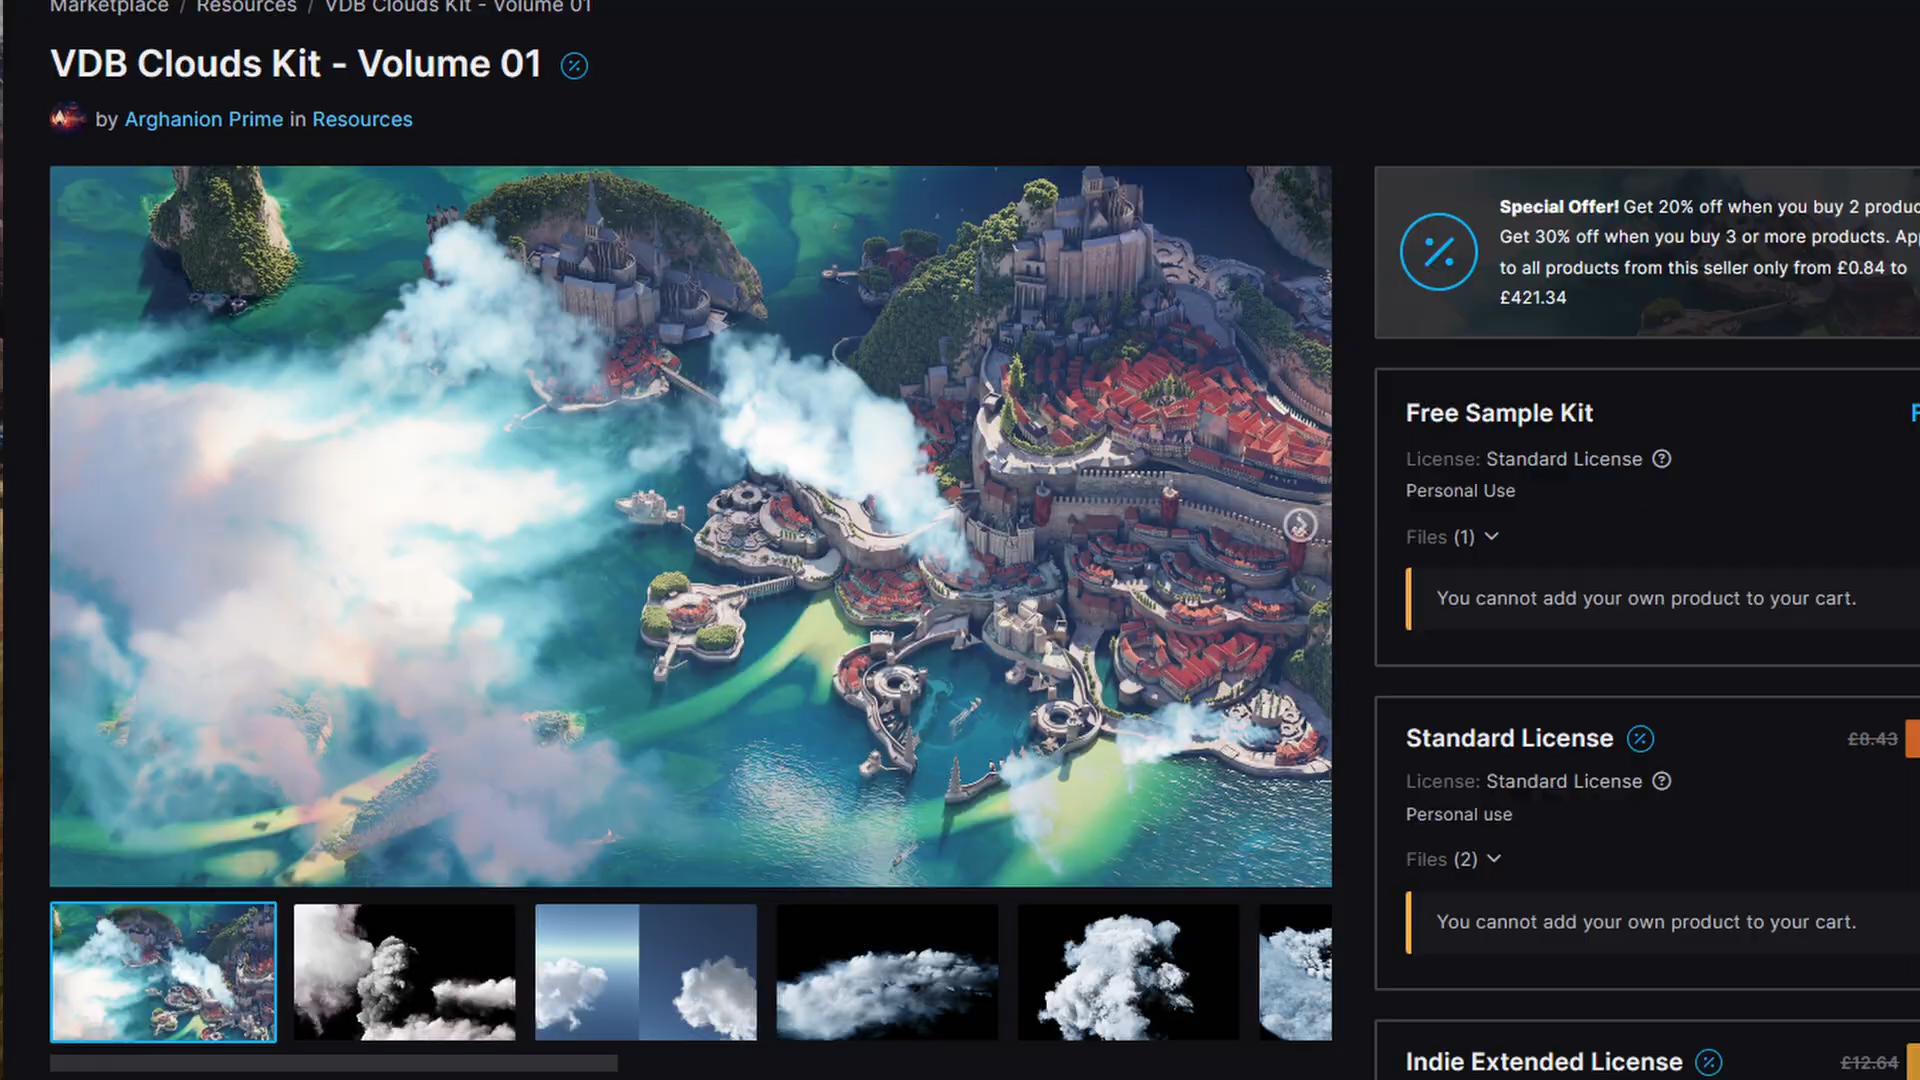 Marketplace / Resources / VDB Clouds Kit - Volume 01
VDB Clouds Kit - Volume 01
by Arghanion Prime in Resources
Special Offer! Get 20% off when you buy 2
Get 30% off when you buy 3 or more products.
to all products from this seller only from £0.84 to
£421.34
Free Sample Kit
License: Standard License
Personal Use
Files (1)
You cannot add your own product to your cart.
Standard License
£8.43
License: Standard License
Personal use
Files (2)
You cannot add your own product to your cart.
Indie Extended License
£12.64